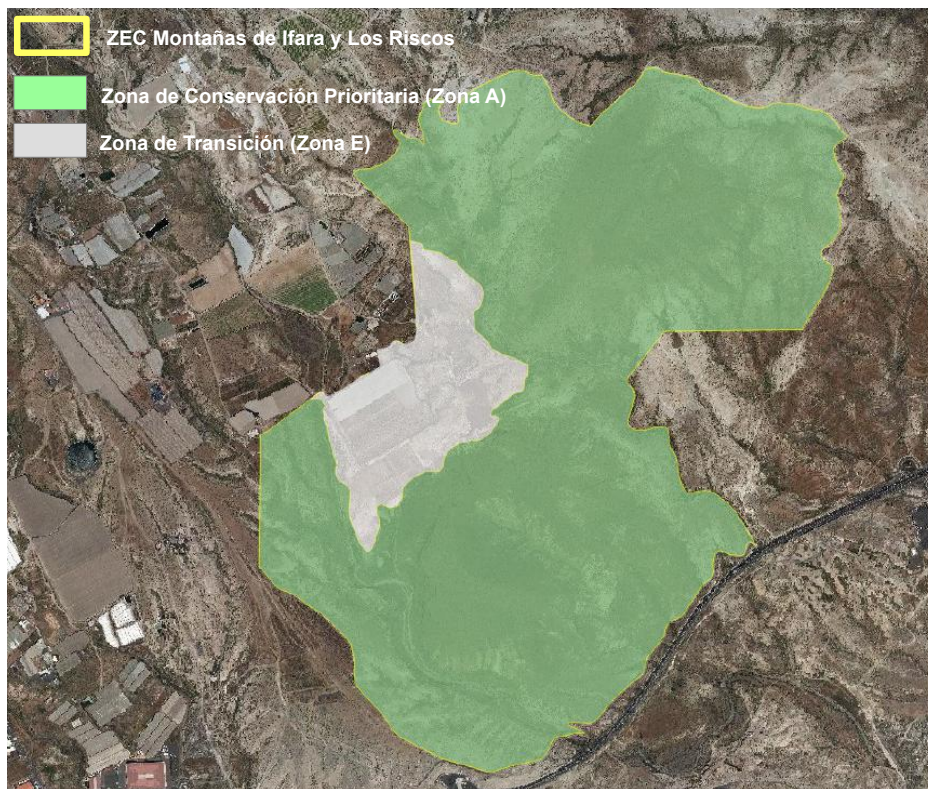 ZEC Montañas de Ifara y Los Riscos
Zona de Conservación Prioritaria (Zona A)
Zona de Transición (Zona E)